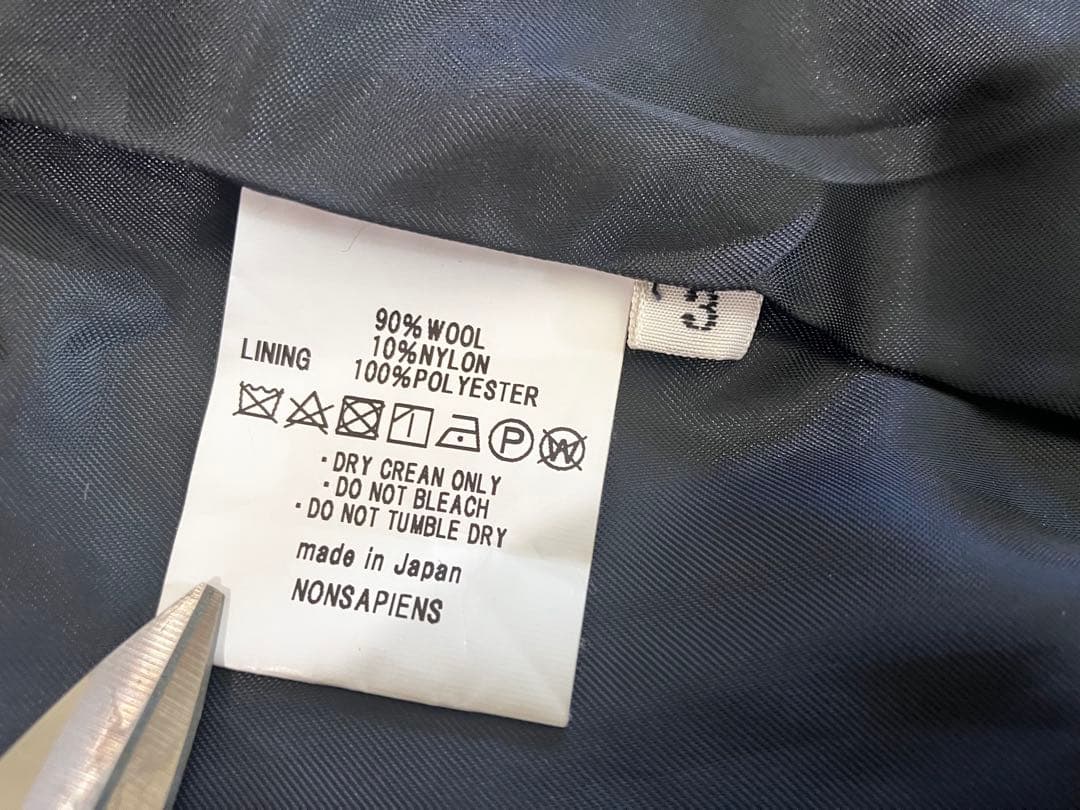 90%WOOL
10%NYLON
LINING 100%POLYESTER
P W
・DRY CREAN ONLY
・DO NOT BLEACH
・DO NOT TUMBLE DRY
made in Japan
NONSAPIENS
3